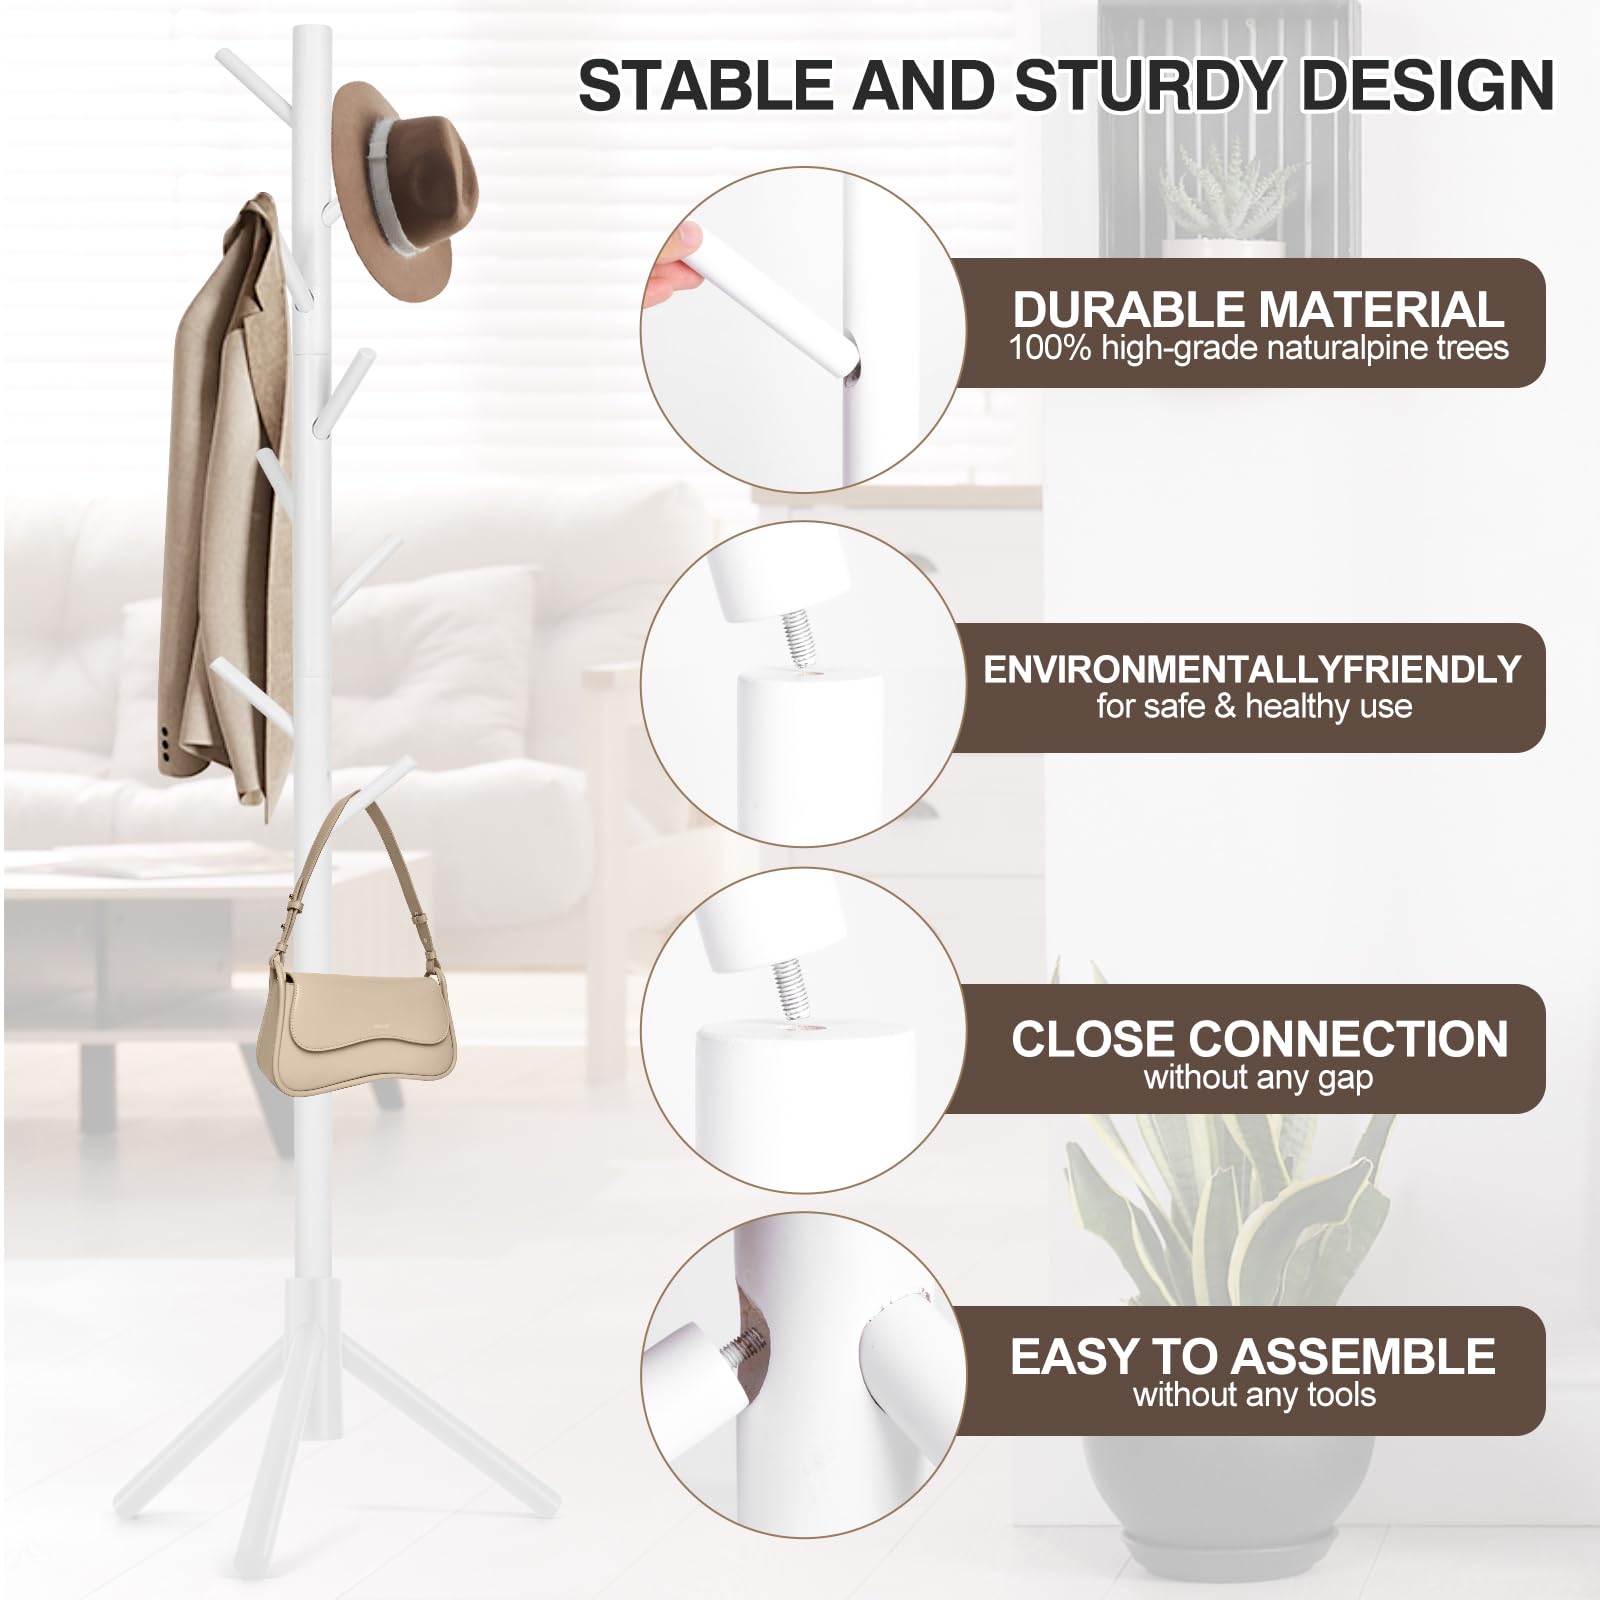 STABLE AND STURDY DESIGN
DURABLE MATERIAL
100% high-grade naturalpine trees
ENVIRONMENTALLYFRIENDLY
for safe & healthy use
CLOSE CONNECTION
without any gap
EASY TO ASSEMBLE
without any tools